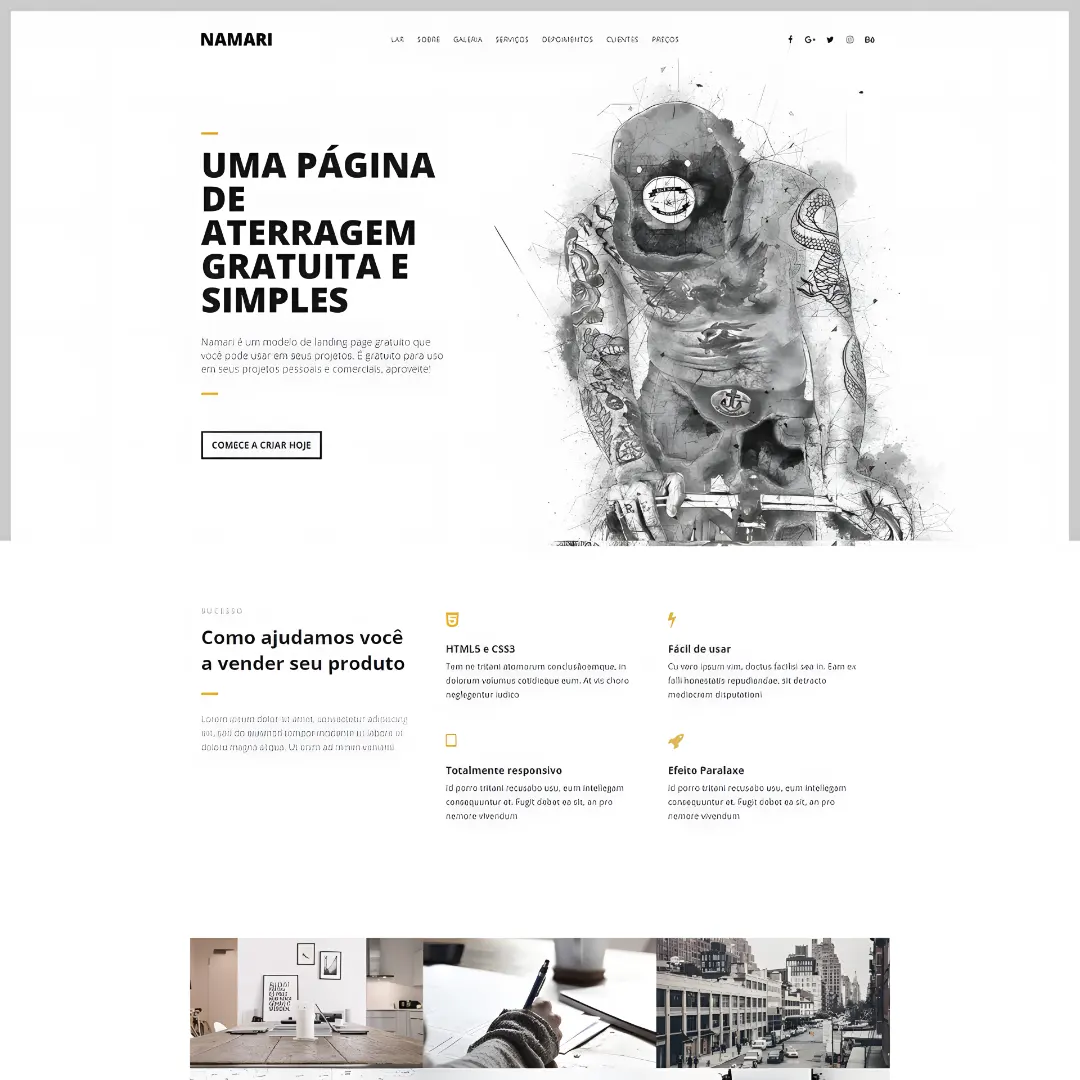 NAMARI
LAR SOBRE GALERIA SERVIÇOS DEPOIMENTOS CLIENTES PREÇOS
G+ Bē
UMA PÁGINA
DE
ATERRAGEM
GRATUITA E
SIMPLES
Namari é um modelo de landing page gratuito que
você pode usar em seus projetos. É gratuito para uso
em seus projetos pessoais e comerciais, aproveite!
COMECE A CRIAR HOJE
SUCESSO
Como ajudamos você
a vender seu produto
Lorem ipsum dolor sit amet, consectetur adipiscing
elit, sed do eiusmod tempor incididunt ut labore et
dolore magna aliqua. Ut enim ad minim veniam
HTML5 e CSS3
Tem ne tritani atomorum conclusãoemque, in
dolorum volumus cotidieque eum. At vis choro
neglegentur iudico
Fácil de usar
Cu vero ipsum vim, doctus facilisi sea in. Eam ex
falli honestatis repudiandae, sit detracto
mediocrem disputationi
Totalmente responsivo
Id porro tritani recusabo usu, eum intellegam
consequuntur et. Fugit debet ea sit, an pro
nemore vivendum
Efeito Paralaxe
Id porro tritani recusabo usu, eum intellegam
consequuntur et. Fugit debet ea sit, an pro
nemore vivendum